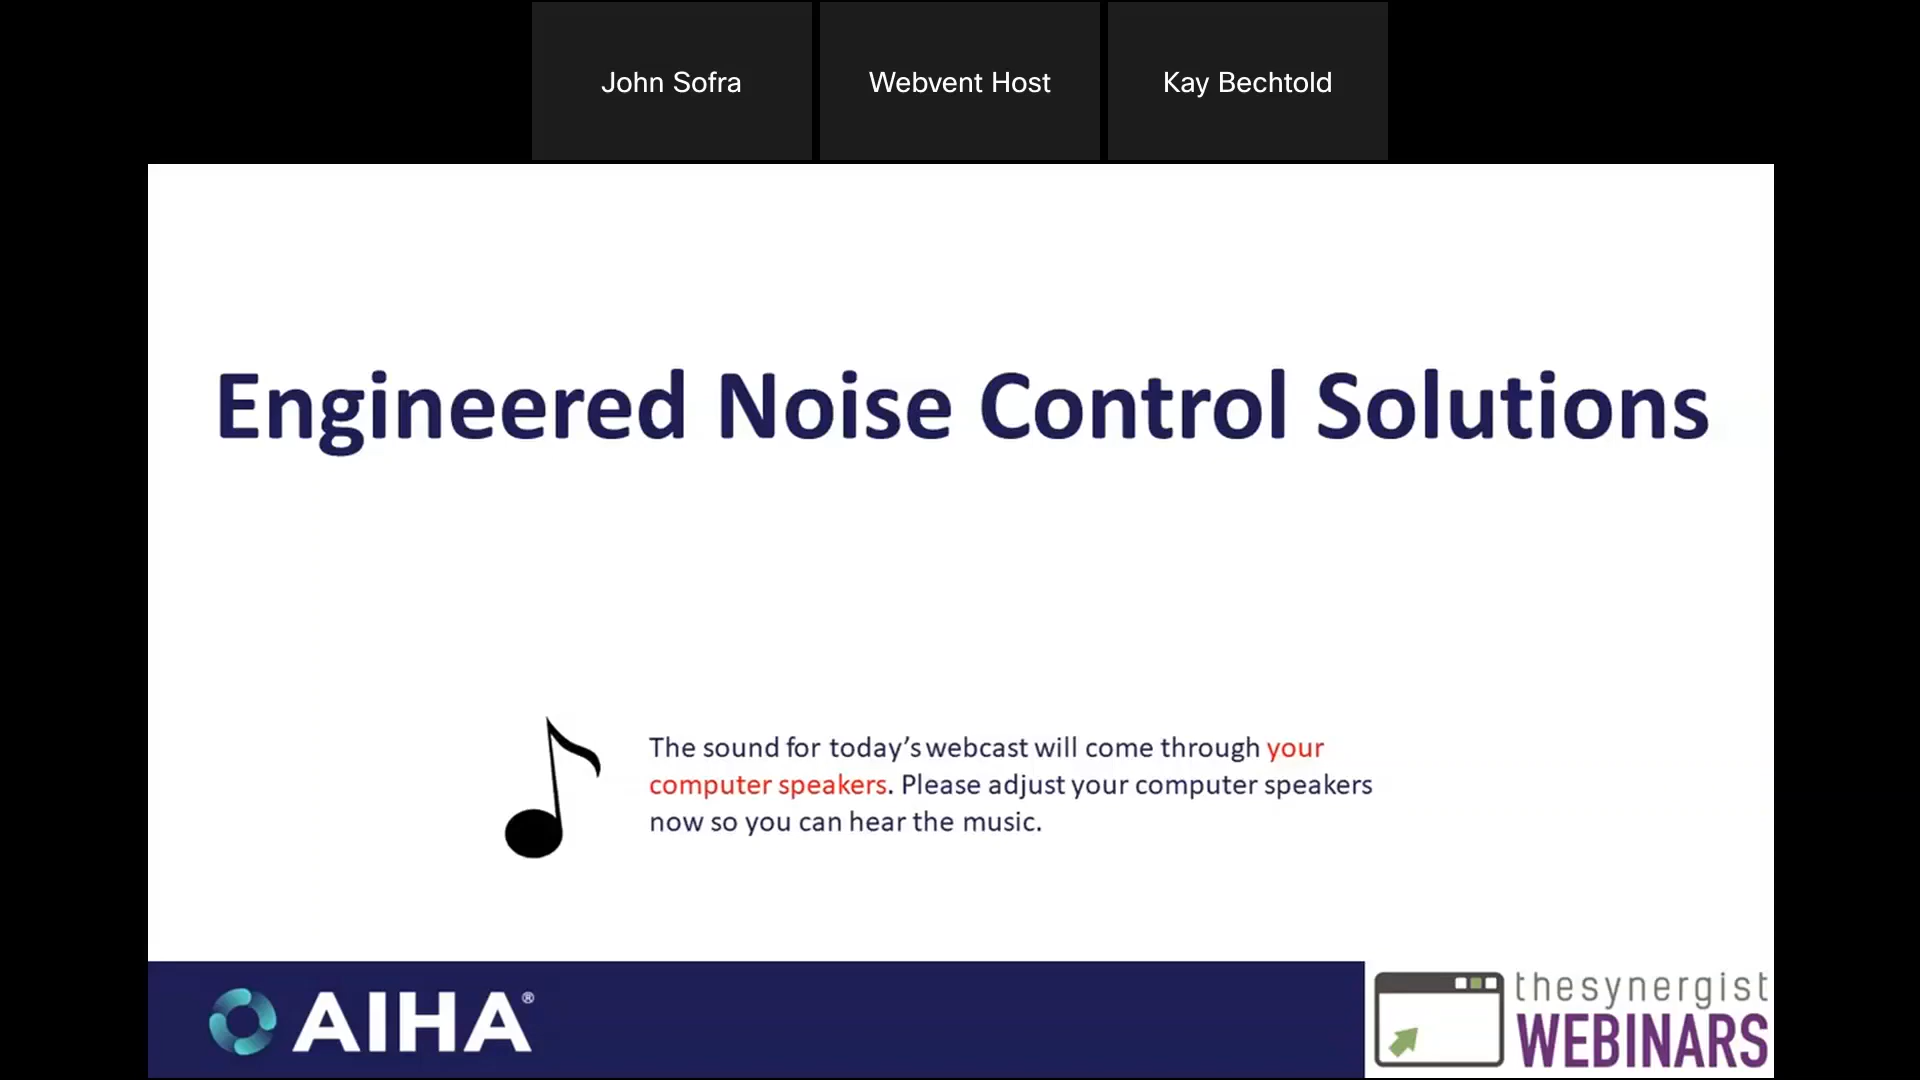 John Sofra
Webvent Host
Kay Bechtold
Engineered Noise Control Solutions
The sound for today's webcast will come through your
computer speakers. Please adjust your computer speakers
now so you can hear the music.
AIHA®
thesynergist
WEBINARS